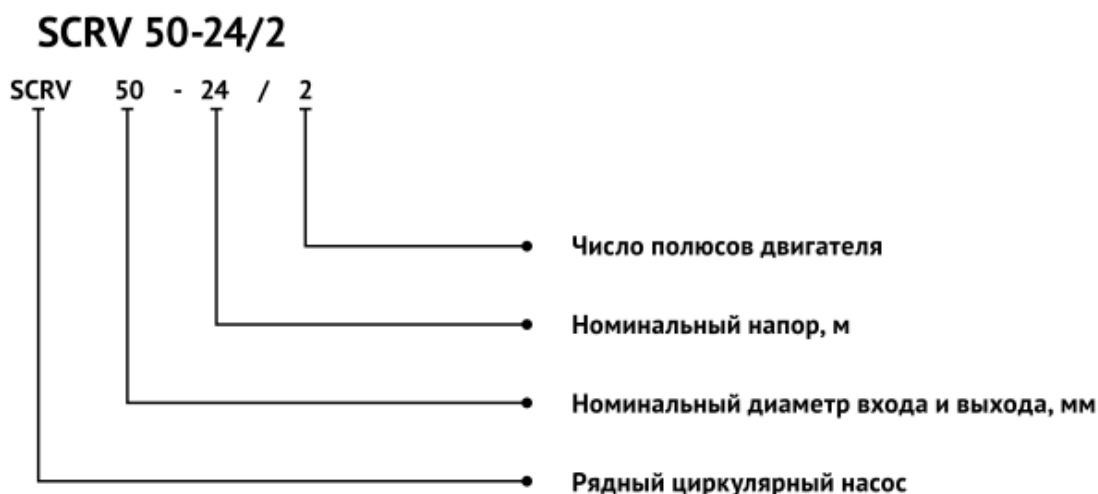 SCRV 50-24/2
SCRV 50 - 24 / 2
Число полюсов двигателя
Номинальный напор, м
Номинальный диаметр входа и выхода, мм
Рядный циркулярный насос